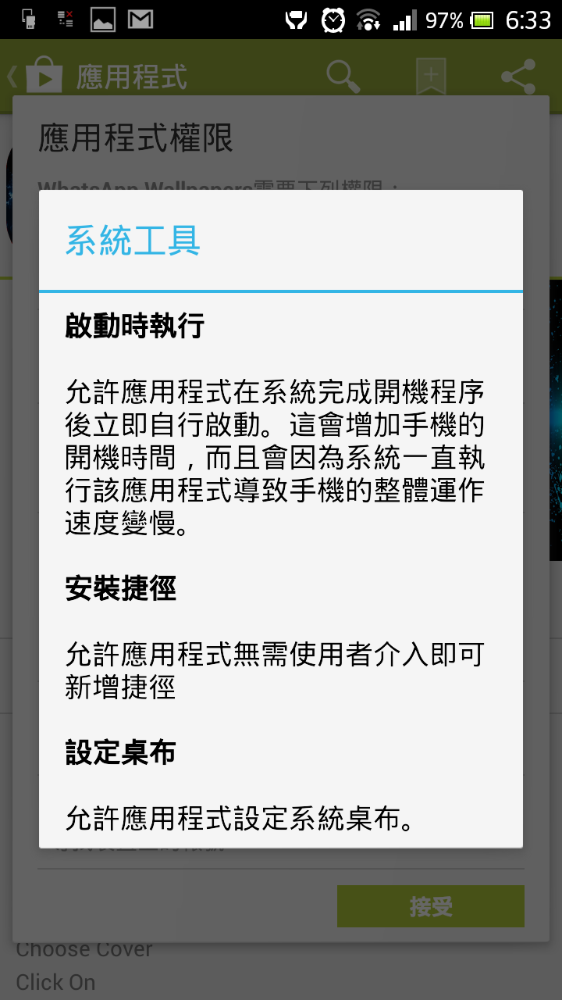 97% 6:33
應用程式
應用程式權限
WhatsApp Wallpapers需要下列權限：
系統工具
啟動時執行
允許應用程式在系統完成開機程序
後立即自行啟動。這會增加手機的
開機時間，而且會因為系統一直執
行該應用程式導致手機的整體運作
速度變慢。
安裝捷徑
允許應用程式無需使用者介入即可
新增捷徑
設定桌布
允許應用程式設定系統桌布。
接受
Choose Cover
Click On